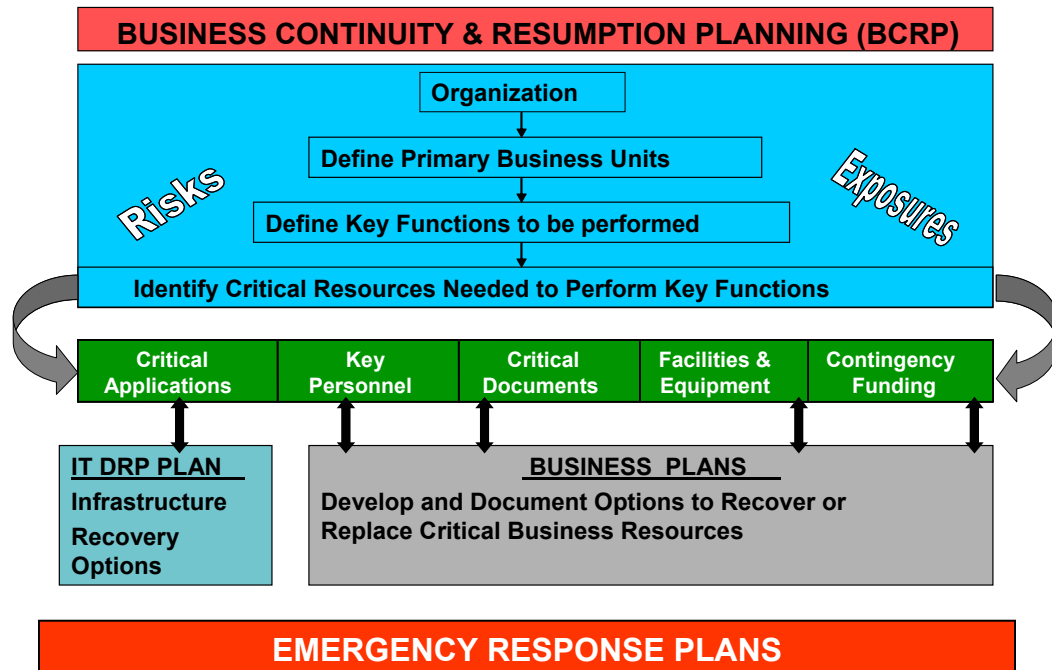 BUSINESS CONTINUITY & RESUMPTION PLANNING (BCRP)
Organization
Define Primary Business Units
Risks
Exposures
Define Key Functions to be performed
Identify Critical Resources Needed to Perform Key Functions
Critical
Applications
Key
Personnel
Critical
Documents
Facilities &
Equipment
Contingency
Funding
IT DRP PLAN
Infrastructure
Recovery
Options
BUSINESS PLANS
Develop and Document Options to Recover or
Replace Critical Business Resources
EMERGENCY RESPONSE PLANS